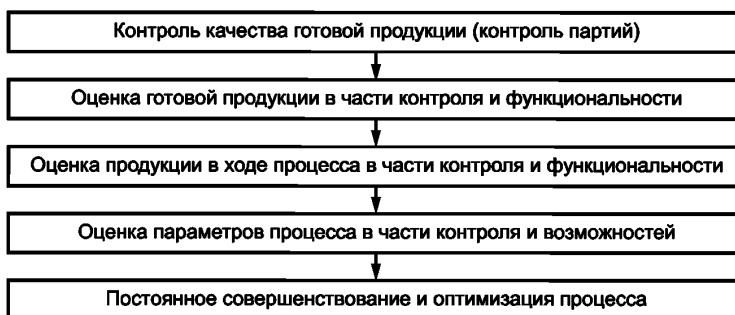 Контроль качества готовой продукции (контроль партий)
Оценка готовой продукции в части контроля и функциональности
Оценка продукции в ходе процесса в части контроля и функциональности
Оценка параметров процесса в части контроля и возможностей
Постоянное совершенствование и оптимизация процесса